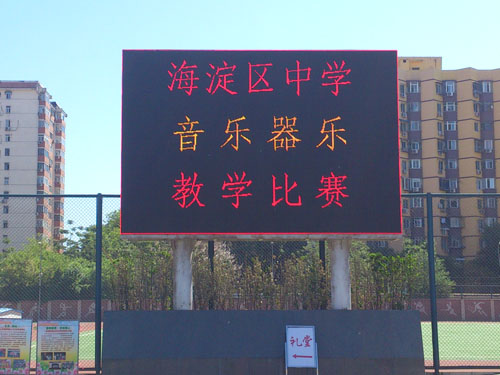 海淀区中学
音乐器乐
教学比赛
礼堂